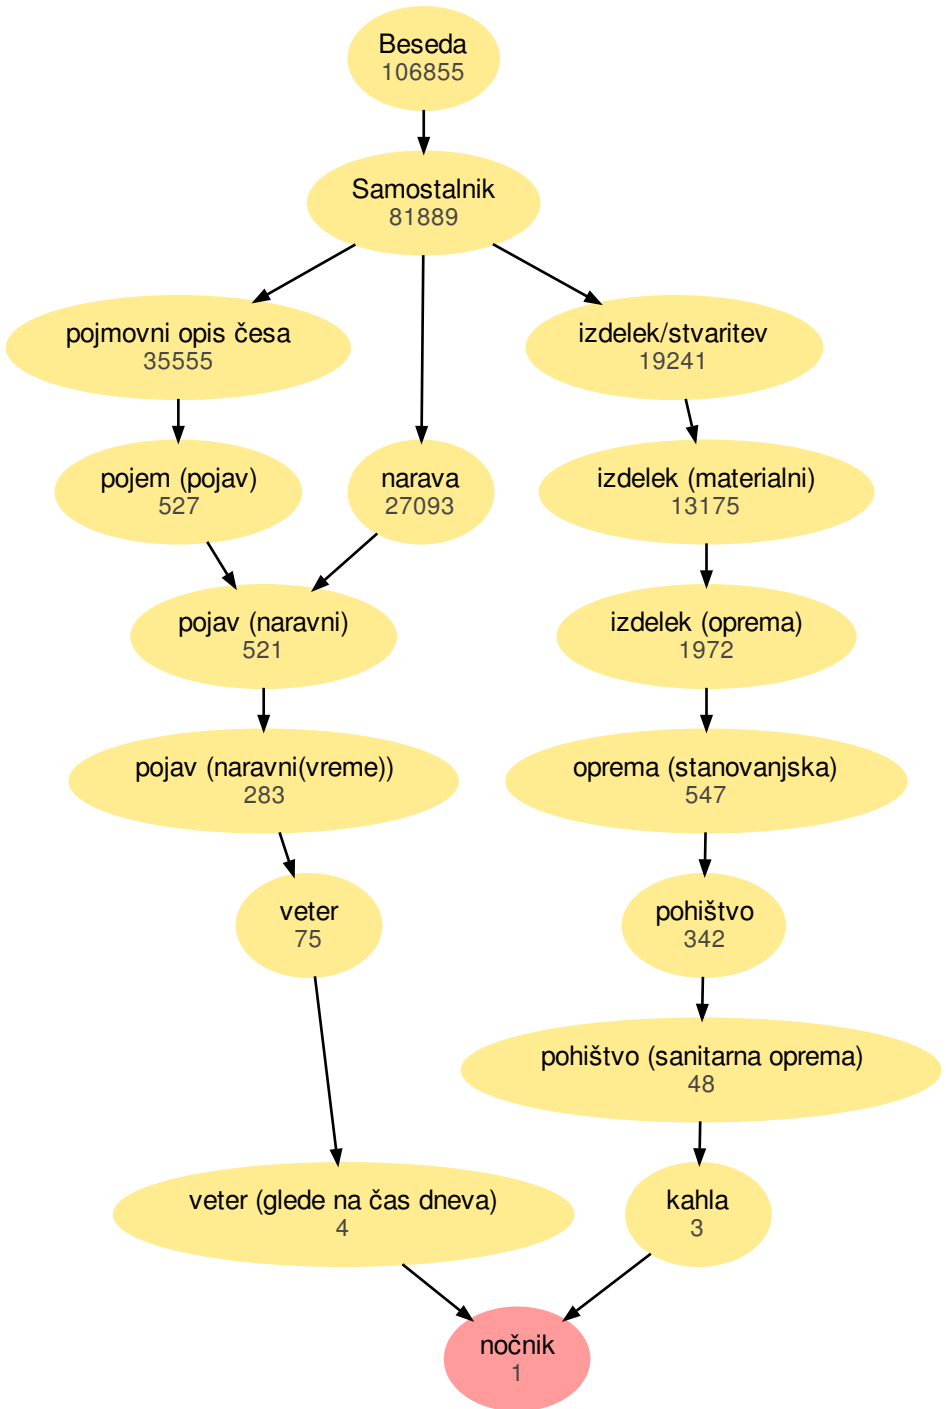 Beseda
106855
Samostalnik
81889
pojmovni opis česa
35555
izdelek/stvaritev
19241
pojem (pojav)
527
narava
27093
izdelek (materialni)
13175
pojav (naravni)
521
izdelek (oprema)
1972
pojav (naravni(vreme))
283
oprema (stanovanjska)
547
veter
75
pohištvo
342
pohištvo (sanitarna oprema)
48
veter (glede na čas dneva)
4
kahla
3
nočnik
1